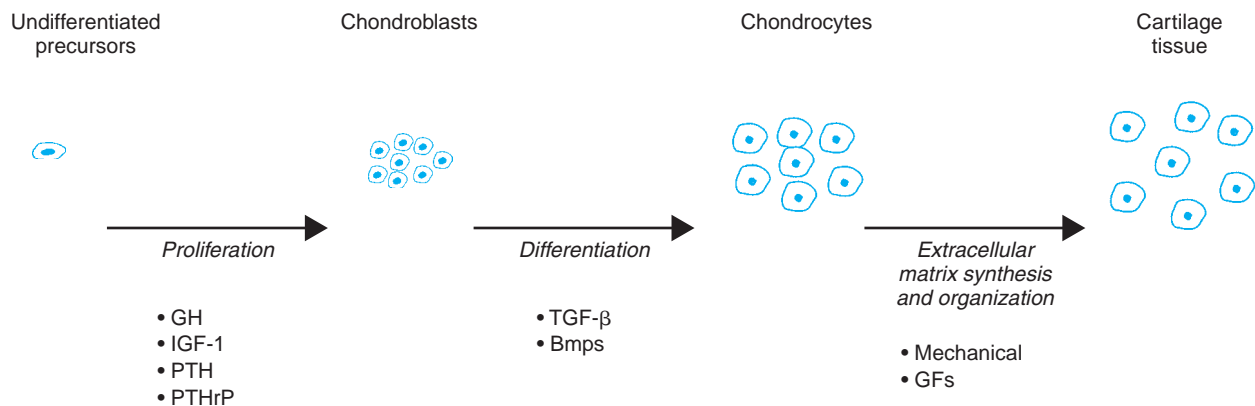 Undifferentiated
precursors
Chondroblasts
Chondrocytes
Cartilage
tissue
Proliferation
Differentiation
Extracellular
matrix synthesis
and organization
• GH
• IGF-1
• PTH
• PTHrP
• TGF-β
• Bmps
• Mechanical
• GFs